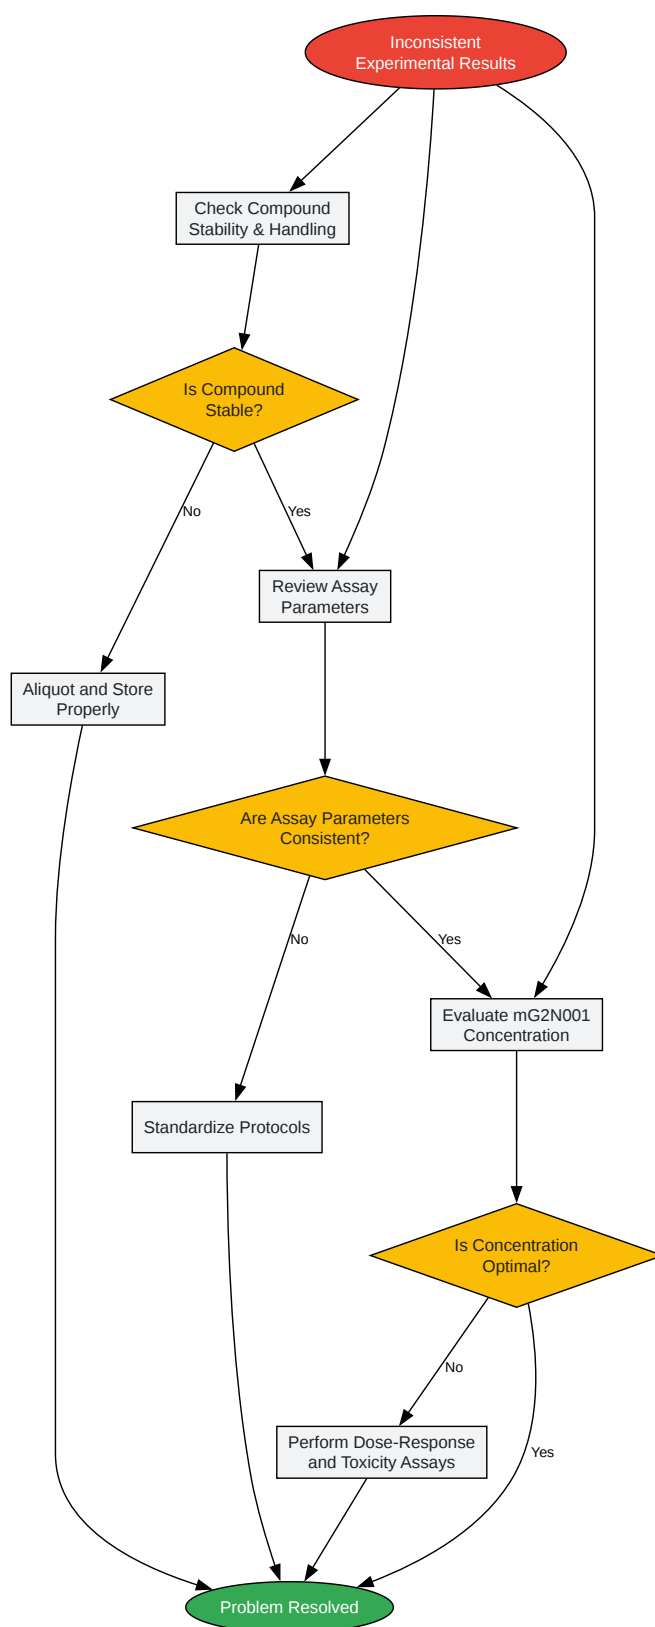 Inconsistent
Experimental Results
Check Compound
Stability & Handling
Is Compound
Stable?
No
Yes
Review Assay
Parameters
Aliquot and Store
Properly
Are Assay Parameters
Consistent?
No
Yes
Evaluate mG2N001
Concentration
Standardize Protocols
Is Concentration
Optimal?
No
Perform Dose-Response
and Toxicity Assays
Yes
Problem Resolved